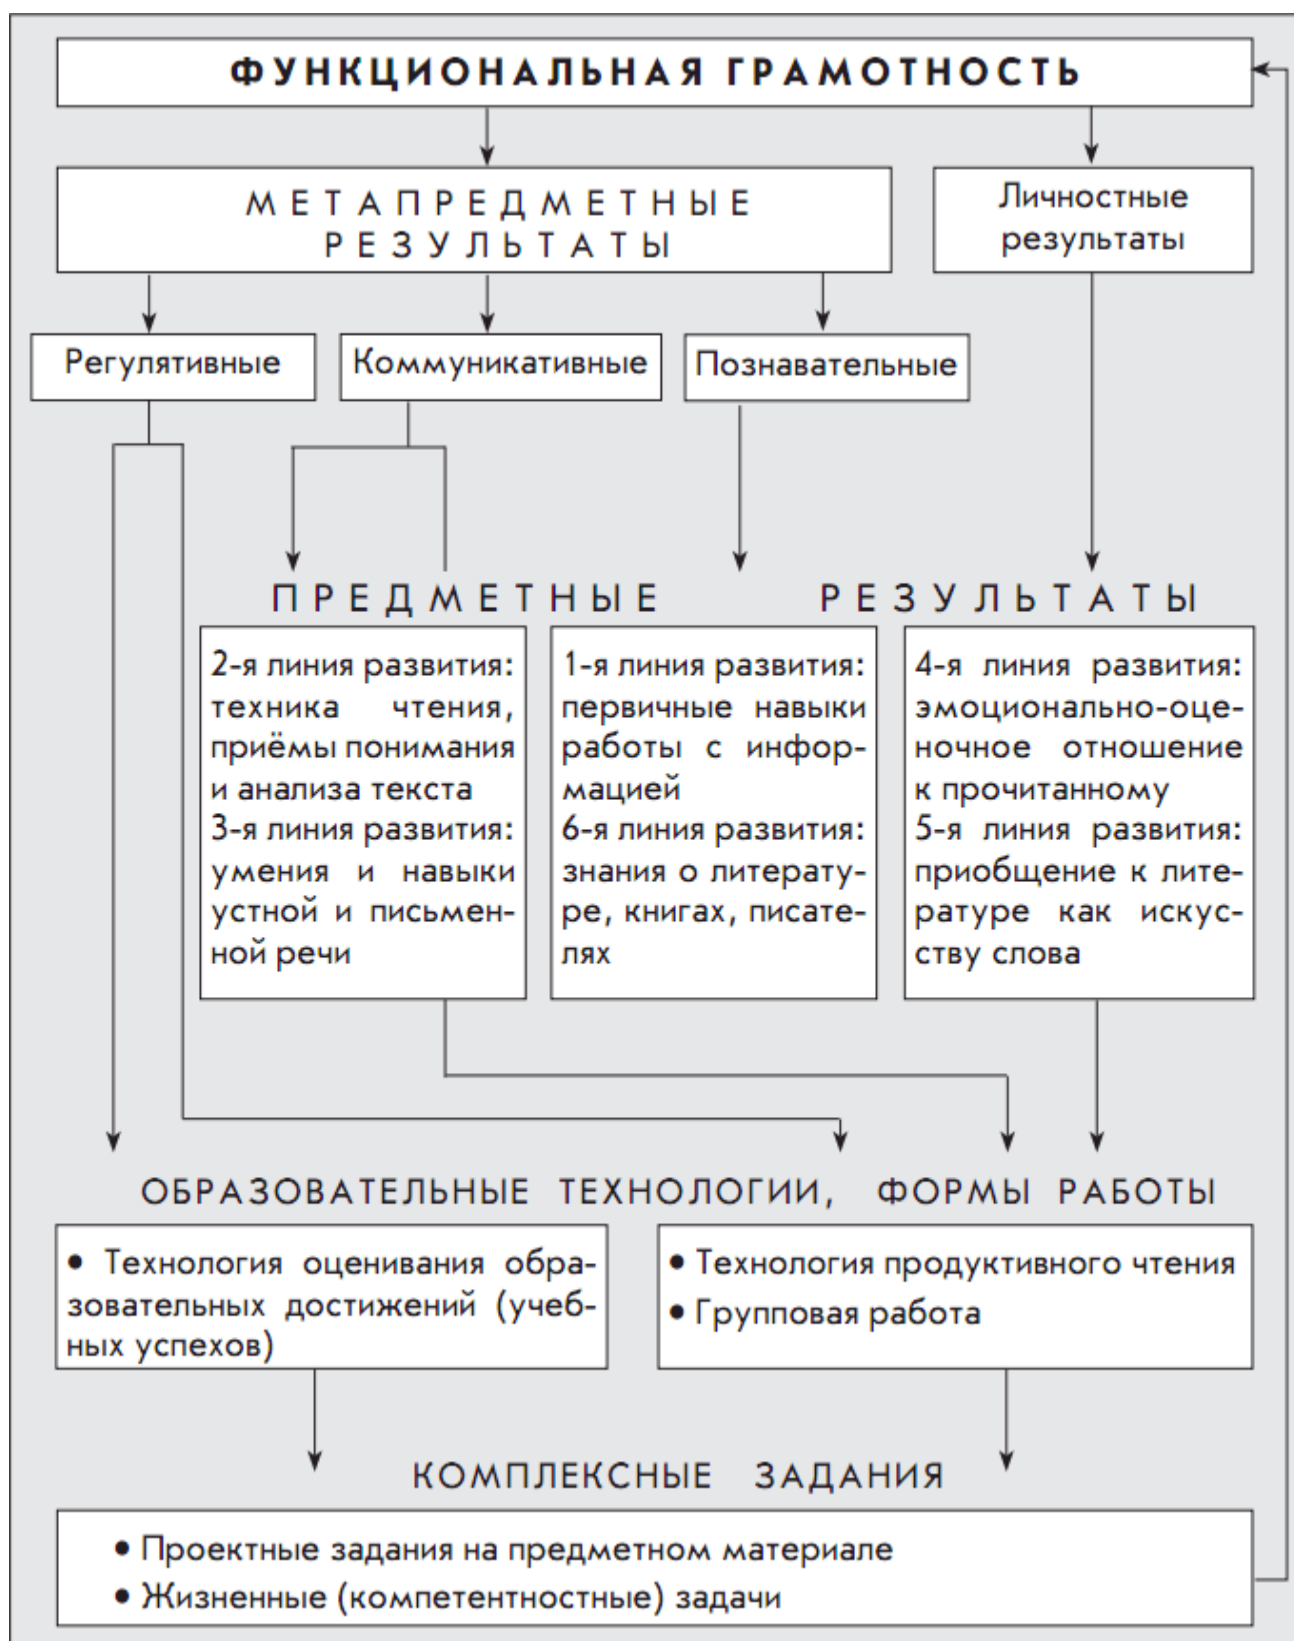 ФУНКЦИОНАЛЬНАЯ ГРАМОТНОСТЬ
МЕТАПРЕДМЕТНЫЕ
РЕЗУЛЬТАТЫ
Личностные
результаты
Регулятивные
Коммуникативные
Познавательные
ПРЕДМЕТНЫЕ РЕЗУЛЬТАТЫ
2-я линия развития:
техника чтения,
приёмы понимания
и анализа текста
3-я линия развития:
умения и навыки
устной и письмен-
ной речи
1-я линия развития:
первичные навыки
работы с инфор-
мацией
6-я линия развития:
знания о литерату-
ре, книгах, писате-
лях
4-я линия развития:
эмоционально-оце-
ночное отношение
к прочитанному
5-я линия развития:
приобщение к лите-
ратуре как искус-
ству слова
ОБРАЗОВАТЕЛЬНЫЕ ТЕХНОЛОГИИ, ФОРМЫ РАБОТЫ
• Технология оценивания обра-
зовательных достижений (учеб-
ных успехов)
• Технология продуктивного чтения
• Групповая работа
КОМПЛЕКСНЫЕ ЗАДАНИЯ
• Проектные задания на предметном материале
• Жизненные (компетентностные) задачи